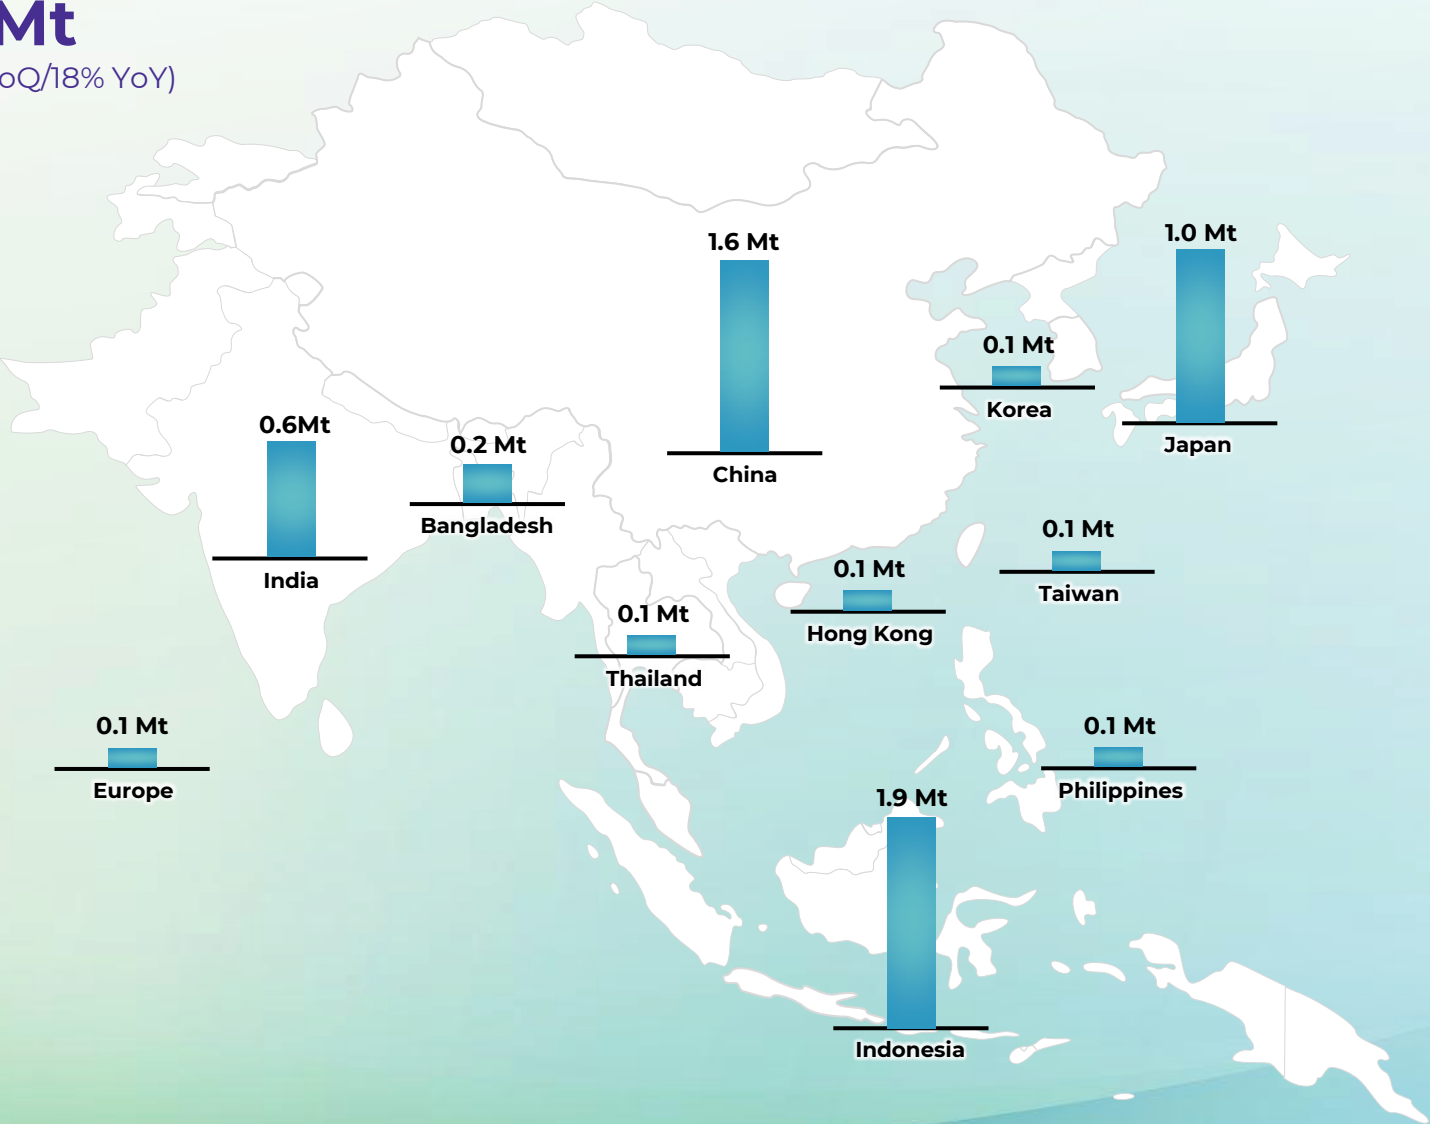 Mt
oQ/18% YoY)
1.6 Mt
China
1.0 Mt
Japan
0.1 Mt
Korea
0.6Mt
India
0.2 Mt
Bangladesh
0.1 Mt
Taiwan
0.1 Mt
Hong Kong
0.1 Mt
Thailand
0.1 Mt
Europe
0.1 Mt
Philippines
1.9 Mt
Indonesia